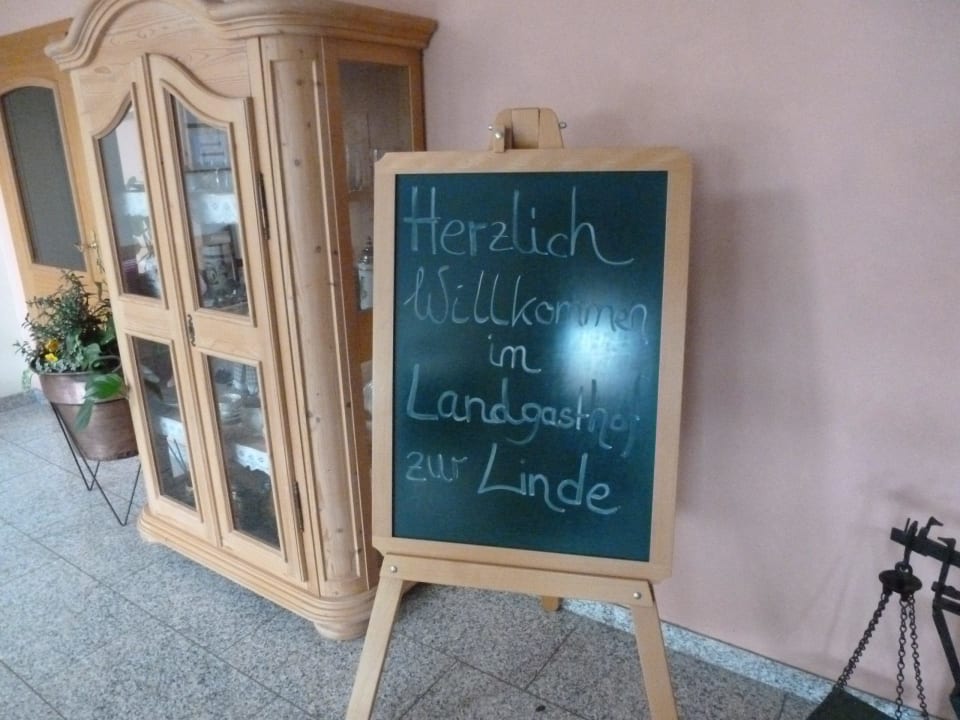 Herzlich
Willkommen
im
Landgasthof
zur Linde